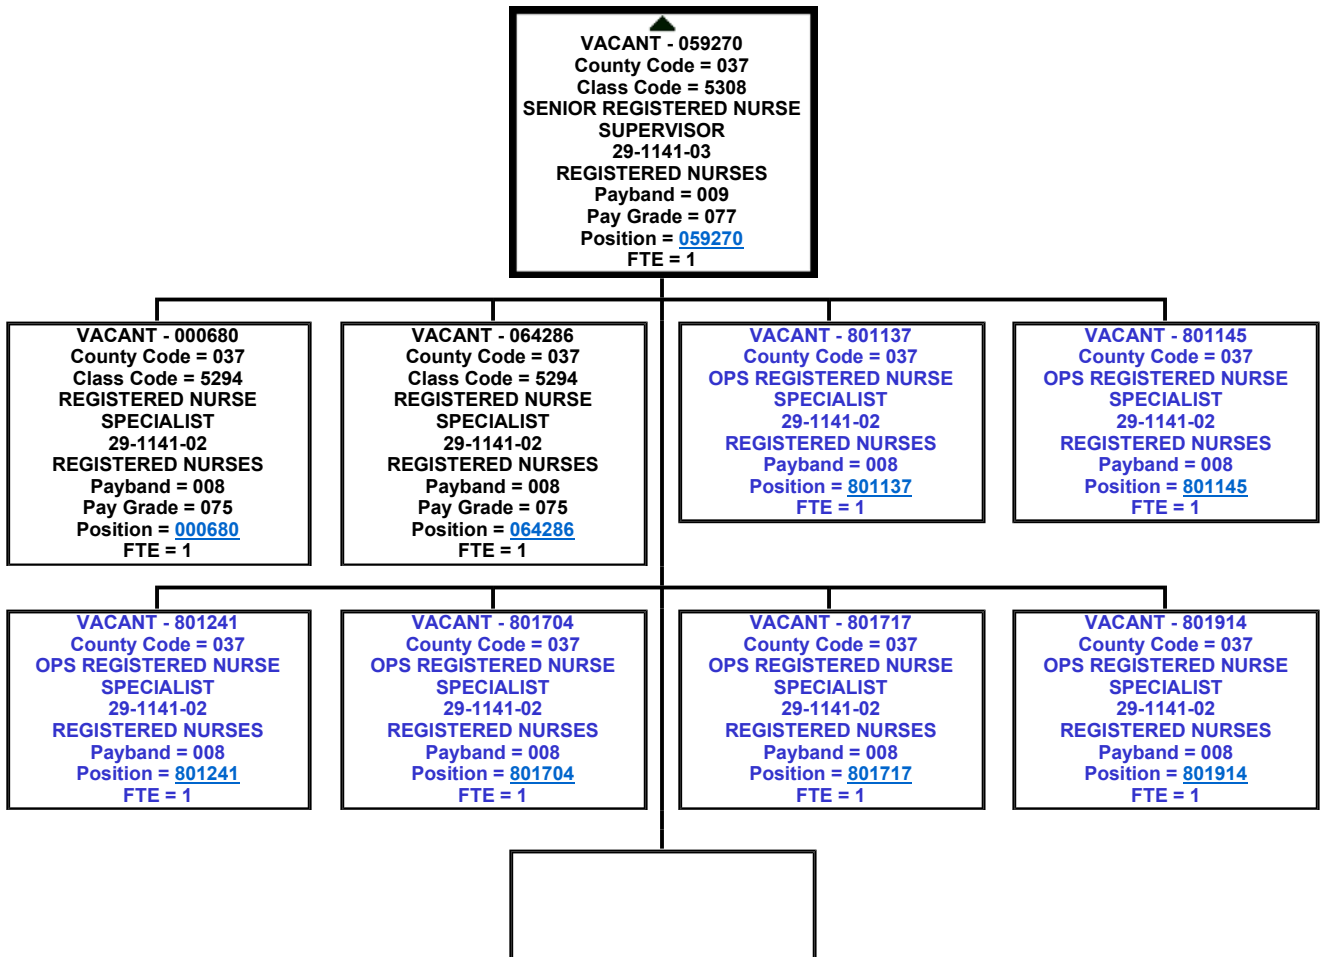 VACANT - 059270
County Code = 037
Class Code = 5308
SENIOR REGISTERED NURSE
SUPERVISOR
29-1141-03
REGISTERED NURSES
Payband = 009
Pay Grade = 077
Position = 059270
FTE = 1
VACANT - 000680
County Code = 037
Class Code = 5294
REGISTERED NURSE
SPECIALIST
29-1141-02
REGISTERED NURSES
Payband = 008
Pay Grade = 075
Position = 000680
FTE = 1
VACANT - 064286
County Code = 037
Class Code = 5294
REGISTERED NURSE
SPECIALIST
29-1141-02
REGISTERED NURSES
Payband = 008
Pay Grade = 075
Position = 064286
FTE = 1
VACANT - 801137
County Code = 037
OPS REGISTERED NURSE
SPECIALIST
29-1141-02
REGISTERED NURSES
Payband = 008
Position = 801137
FTE = 1
VACANT - 801145
County Code = 037
OPS REGISTERED NURSE
SPECIALIST
29-1141-02
REGISTERED NURSES
Payband = 008
Position = 801145
FTE = 1
VACANT - 801241
County Code = 037
OPS REGISTERED NURSE
SPECIALIST
29-1141-02
REGISTERED NURSES
Payband = 008
Position = 801241
FTE = 1
VACANT - 801704
County Code = 037
OPS REGISTERED NURSE
SPECIALIST
29-1141-02
REGISTERED NURSES
Payband = 008
Position = 801704
FTE = 1
VACANT - 801717
County Code = 037
OPS REGISTERED NURSE
SPECIALIST
29-1141-02
REGISTERED NURSES
Payband = 008
Position = 801717
FTE = 1
VACANT - 801914
County Code = 037
OPS REGISTERED NURSE
SPECIALIST
29-1141-02
REGISTERED NURSES
Payband = 008
Position = 801914
FTE = 1